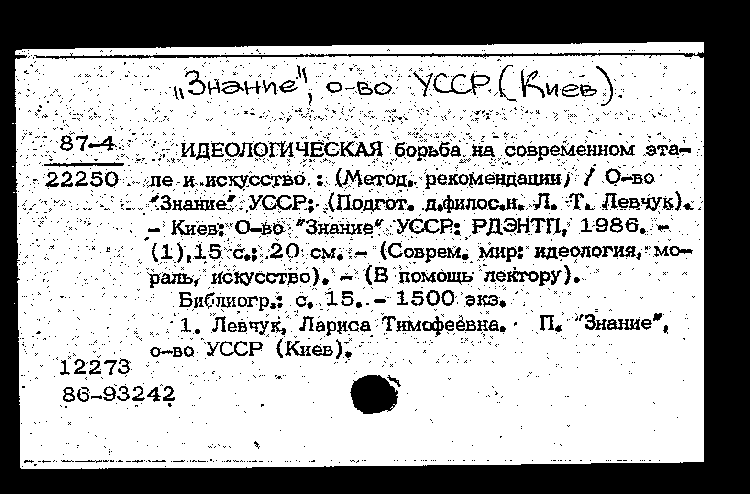 "Знание", о-во УССР (Киев).
87-4
22250
ИДЕОЛОГИЧЕСКАЯ борьба на современном эта-
пе и искусство : (Метод. рекомендации) / О-во
"Знание" УССР; (Подгот. д.филос.н. Л. Т. Левчук).
- Киев: О-во "Знание" УССР: РДЭНТП, 1986. -
(1),15 с.; 20 см. - (Соврем. мир: идеология, мо-
раль, искусство). - (В помощь лектору).
Библиогр.: с. 15. - 1500 экз.
1. Левчук, Лариса Тимофеевна. П. "Знание",
о-во УССР (Киев).
12273
86-93242